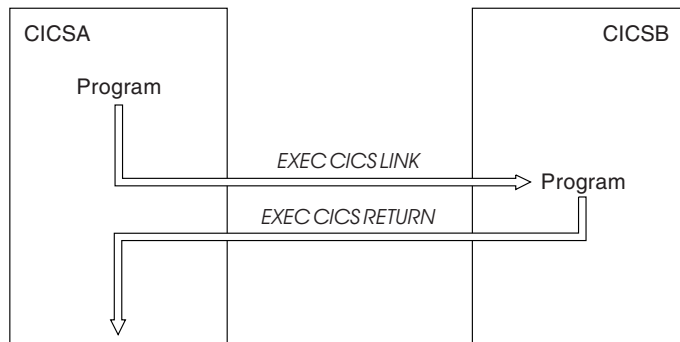 CICSA
CICSB
Program
EXEC CICS LINK
Program
EXEC CICS RETURN